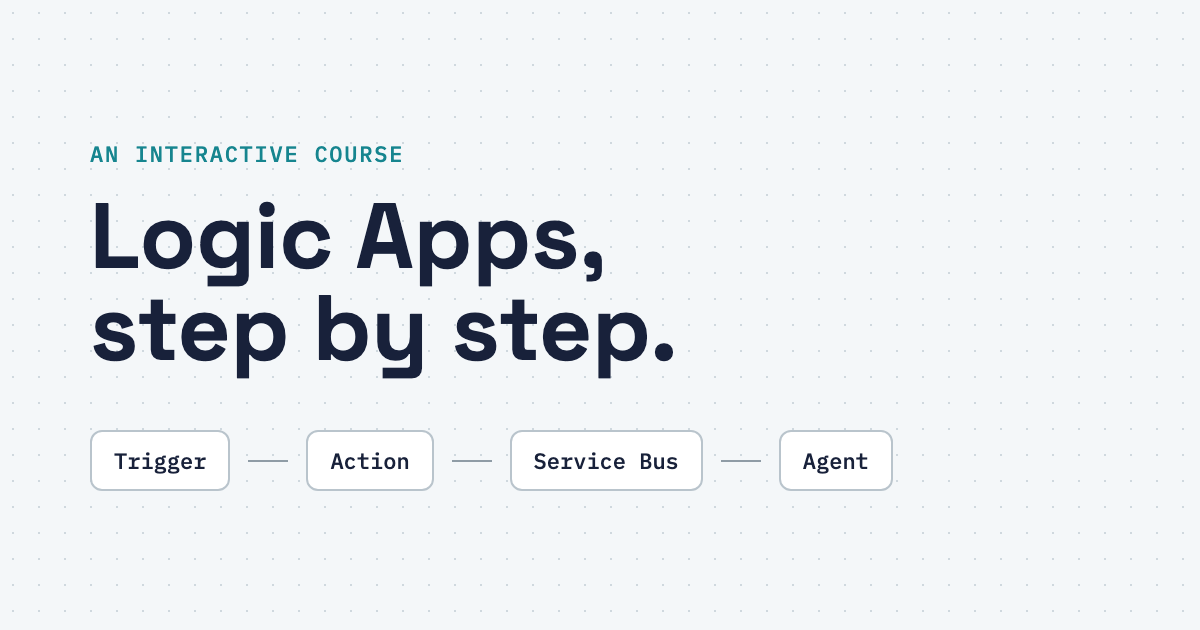 AN INTERACTIVE COURSE
Logic Apps,
step by step.
Trigger
Action
Service Bus
Agent